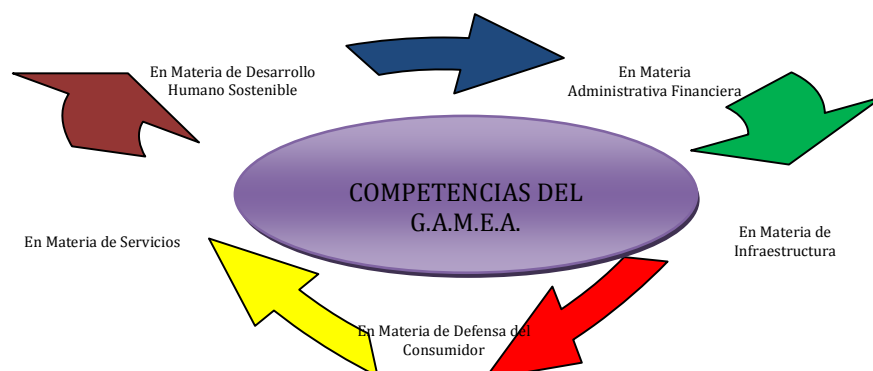 En Materia de Desarrollo
Humano Sostenible
En Materia
Administrativa Financiera
COMPETENCIAS DEL
G.A.M.E.A.
En Materia de Servicios
En Materia de
Infraestructura
En Materia de Defensa del
Consumidor